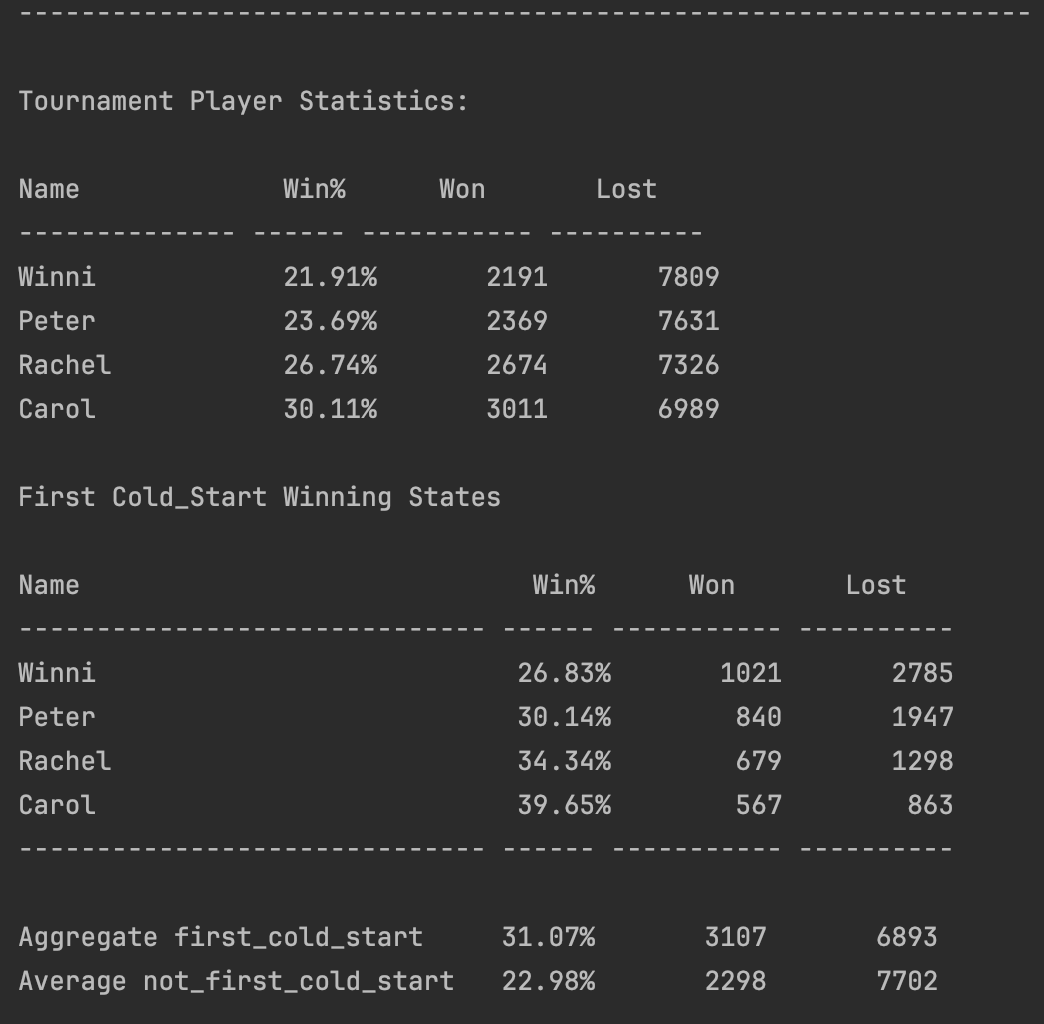 -----------------------------------------------------------------
Tournament Player Statistics:
Name             Win%      Won       Lost
-------------- ------ ----------- ----------
Winni            21.91%       2191       7809
Peter            23.69%       2369       7631
Rachel           26.74%       2674       7326
Carol            30.11%       3011       6989
First Cold_Start Winning States
Name                             Win%      Won       Lost
------------------------------ ------ ----------- ----------
Winni                           26.83%       1021       2785
Peter                           30.14%        840       1947
Rachel                          34.34%        679       1298
Carol                           39.65%        567        863
------------------------------ ------ ----------- ----------
Aggregate first_cold_start     31.07%       3107       6893
Average not_first_cold_start   22.98%       2298       7702